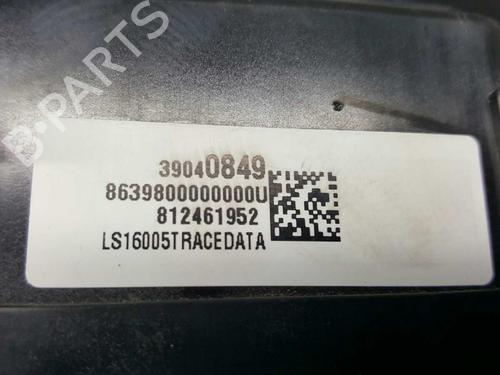 B-PARTS
39040849
8639800000000U
812461952
LS16005TRACEDATA